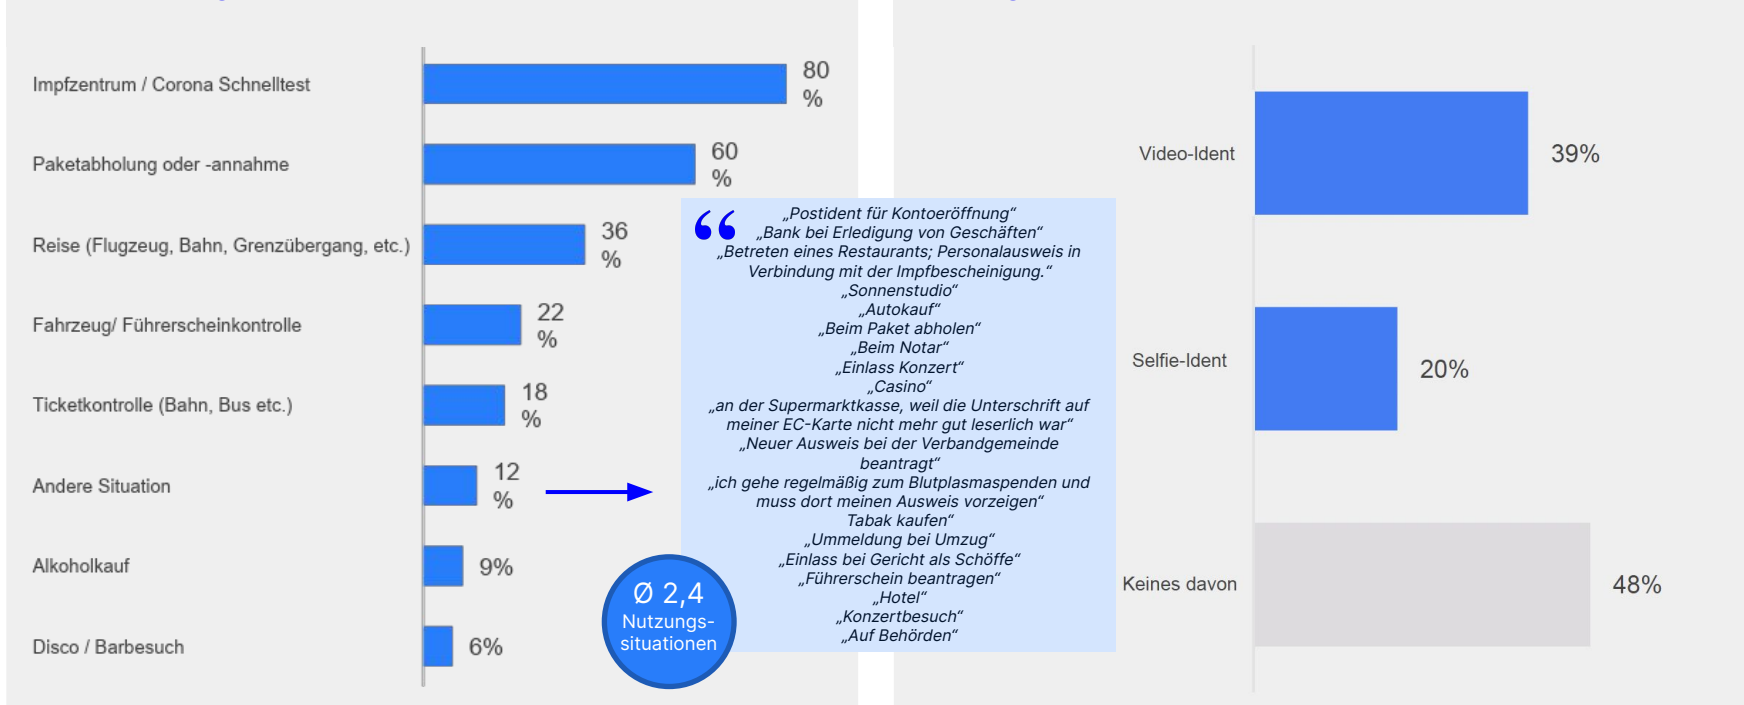 Impfzentrum / Corona Schnelltest
80
%
Paketabholung oder -annahme
60
%
Reise (Flugzeug, Bahn, Grenzübergang, etc.)
36
%
Fahrzeug/ Führerscheinkontrolle
22
%
Ticketkontrolle (Bahn, Bus etc.)
18
%
Andere Situation
12
%
Alkoholkauf
9%
Disco / Barbesuch
6%
Ø 2,4
Nutzungs-
situationen
“
„Postident für Kontoeröffnung“
„Bank bei Erledigung von Geschäften“
„Betreten eines Restaurants; Personalausweis in
Verbindung mit der Impfbescheinigung.“
„Sonnenstudio“
„Autokauf“
„Beim Paket abholen“
„Beim Notar“
„Einlass Konzert“
„Casino“
„an der Supermarktkasse, weil die Unterschrift auf
meiner EC-Karte nicht mehr gut leserlich war“
„Neuer Ausweis bei der Verbandgemeinde
beantragt“
„ich gehe regelmäßig zum Blutplasmaspenden und
muss dort meinen Ausweis vorzeigen“
Tabak kaufen“
„Ummeldung bei Umzug“
„Einlass bei Gericht als Schöffe“
„Führerschein beantragen“
„Hotel“
„Konzertbesuch“
„Auf Behörden“
Video-Ident
39%
Selfie-Ident
20%
Keines davon
48%